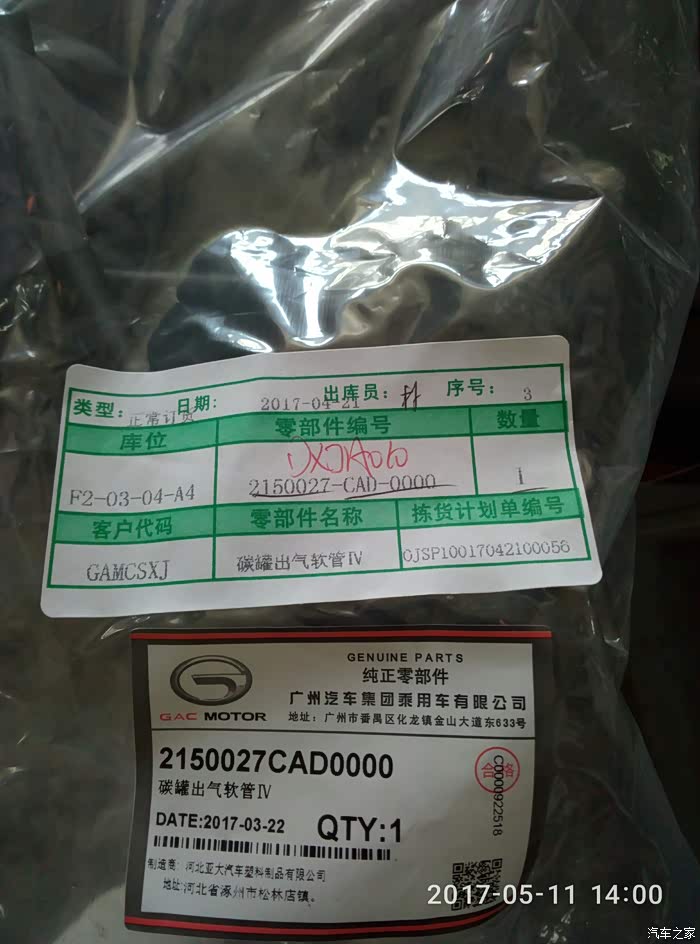 类型: 正常订货 日期: 2017-04-21 出库员: 序号: 3
库位 零部件编号 数量
F2-03-04-A4 2150027-CAD-0000 1
客户代码 零部件名称 拣货计划单编号
GAMCSXJ 碳罐出气软管Ⅳ CJSP10017042100056
GENUINE PARTS
纯正零部件
广州汽车集团乘用车有限公司
GAC MOTOR
地址: 广州市番禺区化龙镇金山大道东633号
2150027CAD0000
碳罐出气软管Ⅳ
合格
C0000922518
DATE:2017-03-22 QTY:1
制造商: 河北亚大汽车塑料制品有限公司
地址:河北省涿州市松林店镇。
2017-05-11 14:00
汽车之家